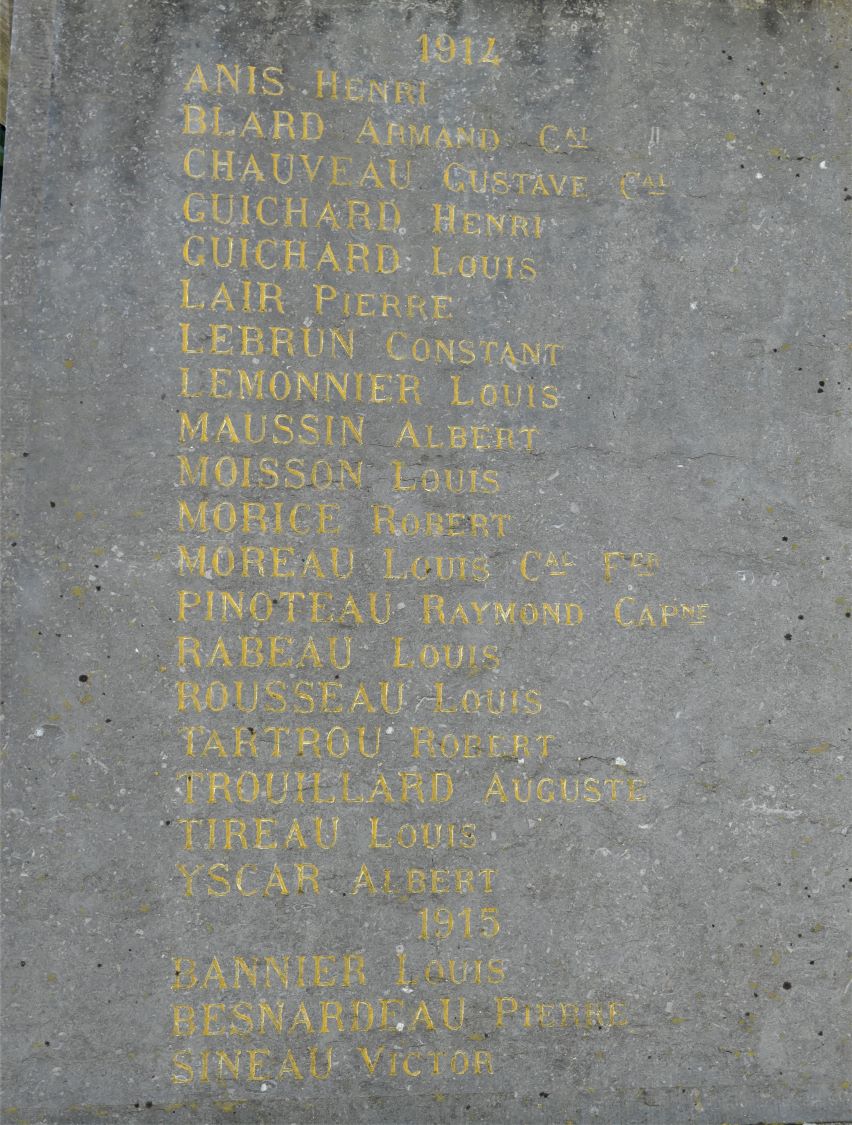 1914
ANIS HENRI
BLARD ARMAND CAL
CHAUVEAU GUSTAVE CAL
GUICHARD HENRI
GUICHARD LOUIS
LAIR PIERRE
LEBRUN CONSTANT
LEMONNIER LOUIS
MAUSSIN ALBERT
MOISSON LOUIS
MORICE ROBERT
MOREAU LOUIS CAL FER
PINOTEAU RAYMOND CAPNE
RABEAU LOUIS
ROUSSEAU LOUIS
TARTROU ROBERT
TROUILLARD AUGUSTE
TIREAU LOUIS
YSCAR ALBERT
1915
BANNIER LOUIS
BESNARDEAU PIERRE
SINEAU VICTOR